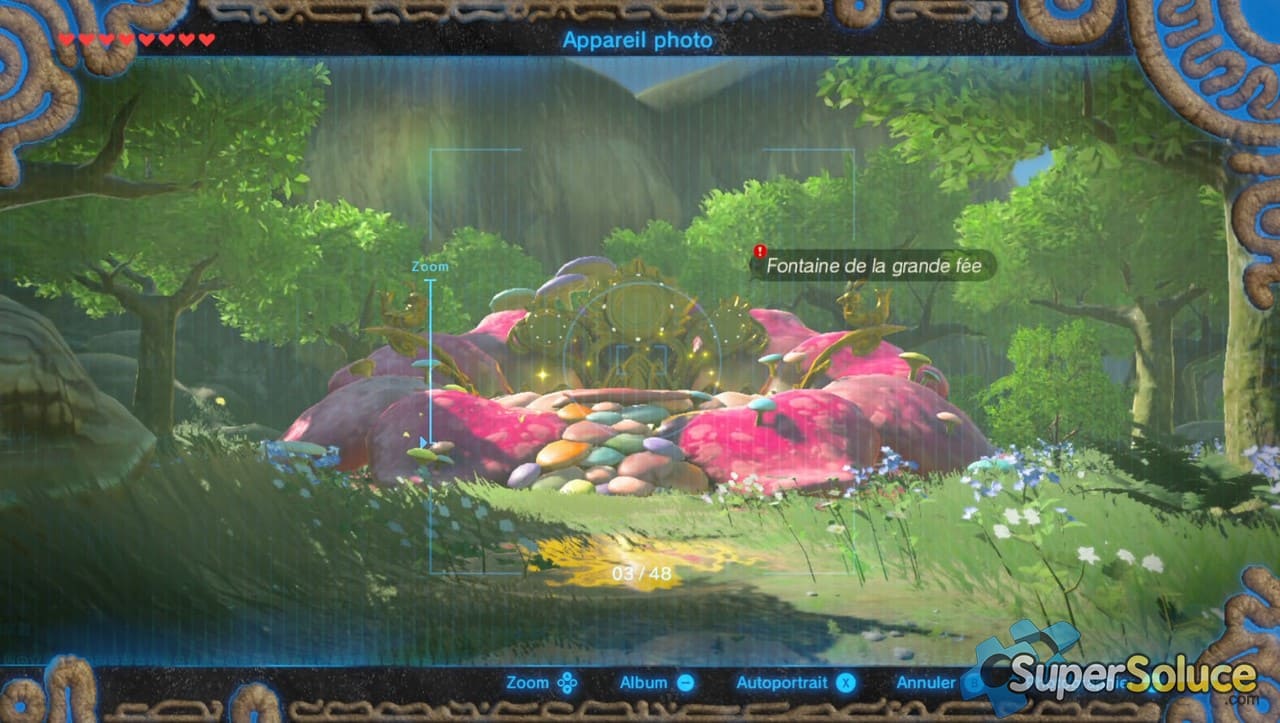 Appareil photo
Zoom
! Fontaine de la grande fée
03 / 48
Zoom
Album
Autoportrait X
Annuler B
SuperSoluce
.com